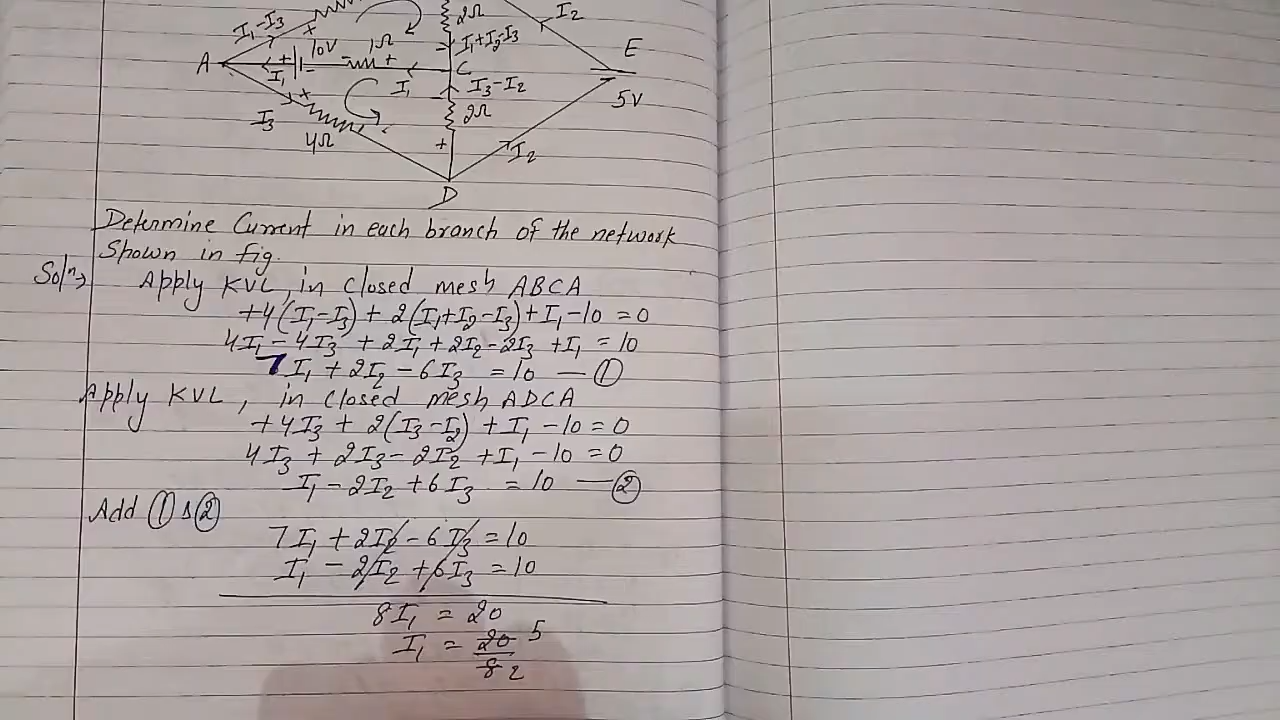 I₁-I₃ + 2Ω I₂
10V 1Ω I₁+I₂-I₃ E
A + - - + C
I₁ I₁ I₃-I₂ 5V
I₃ + 2Ω
4Ω + I₂
D
Determine Current in each branch of the network
Shown in fig.
Solⁿ⇒ Apply KVL, in closed mesh ABCA
+4(I₁-I₃) + 2(I₁+I₂-I₃) + I₁ - 10 = 0
4I₁ - 4I₃ + 2I₁ + 2I₂ - 2I₃ + I₁ = 10
7I₁ + 2I₂ - 6I₃ = 10 — ①
Apply KVL, in closed mesh ADCA
+4I₃ + 2(I₃-I₂) + I₁ - 10 = 0
4I₃ + 2I₃ - 2I₂ + I₁ - 10 = 0
I₁ - 2I₂ + 6I₃ = 10 — ②
Add ① & ②
7I₁ + 2I₂ - 6I₃ = 10
I₁ - 2I₂ + 6I₃ = 10
8I₁ = 20
I₁ = 20/8 5/2